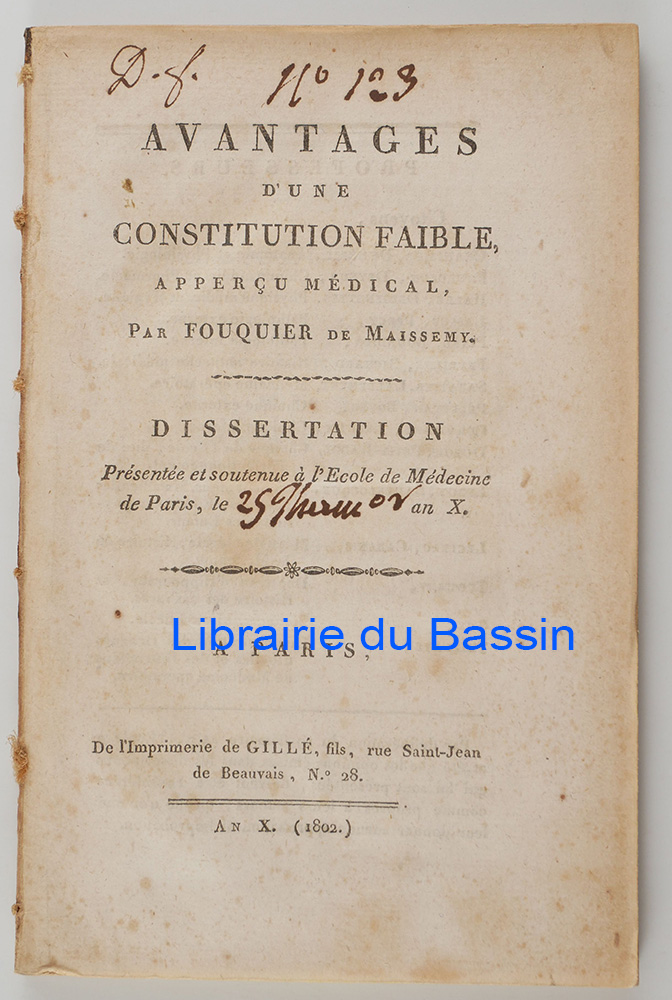 D.f. No 123
AVANTAGES
D'UNE
CONSTITUTION FAIBLE,
APPERÇU MÉDICAL,
PAR FOUQUIER DE MAISSEMY.
DISSERTATION
Présentée et soutenue à l'Ecole de Médecine
de Paris, le 25 Thermor an X.
Librairie du Bassin
A PARIS,
De l'Imprimerie de GILLÉ, fils, rue Saint-Jean
de Beauvais, N.º 28.
AN X. (1802.)